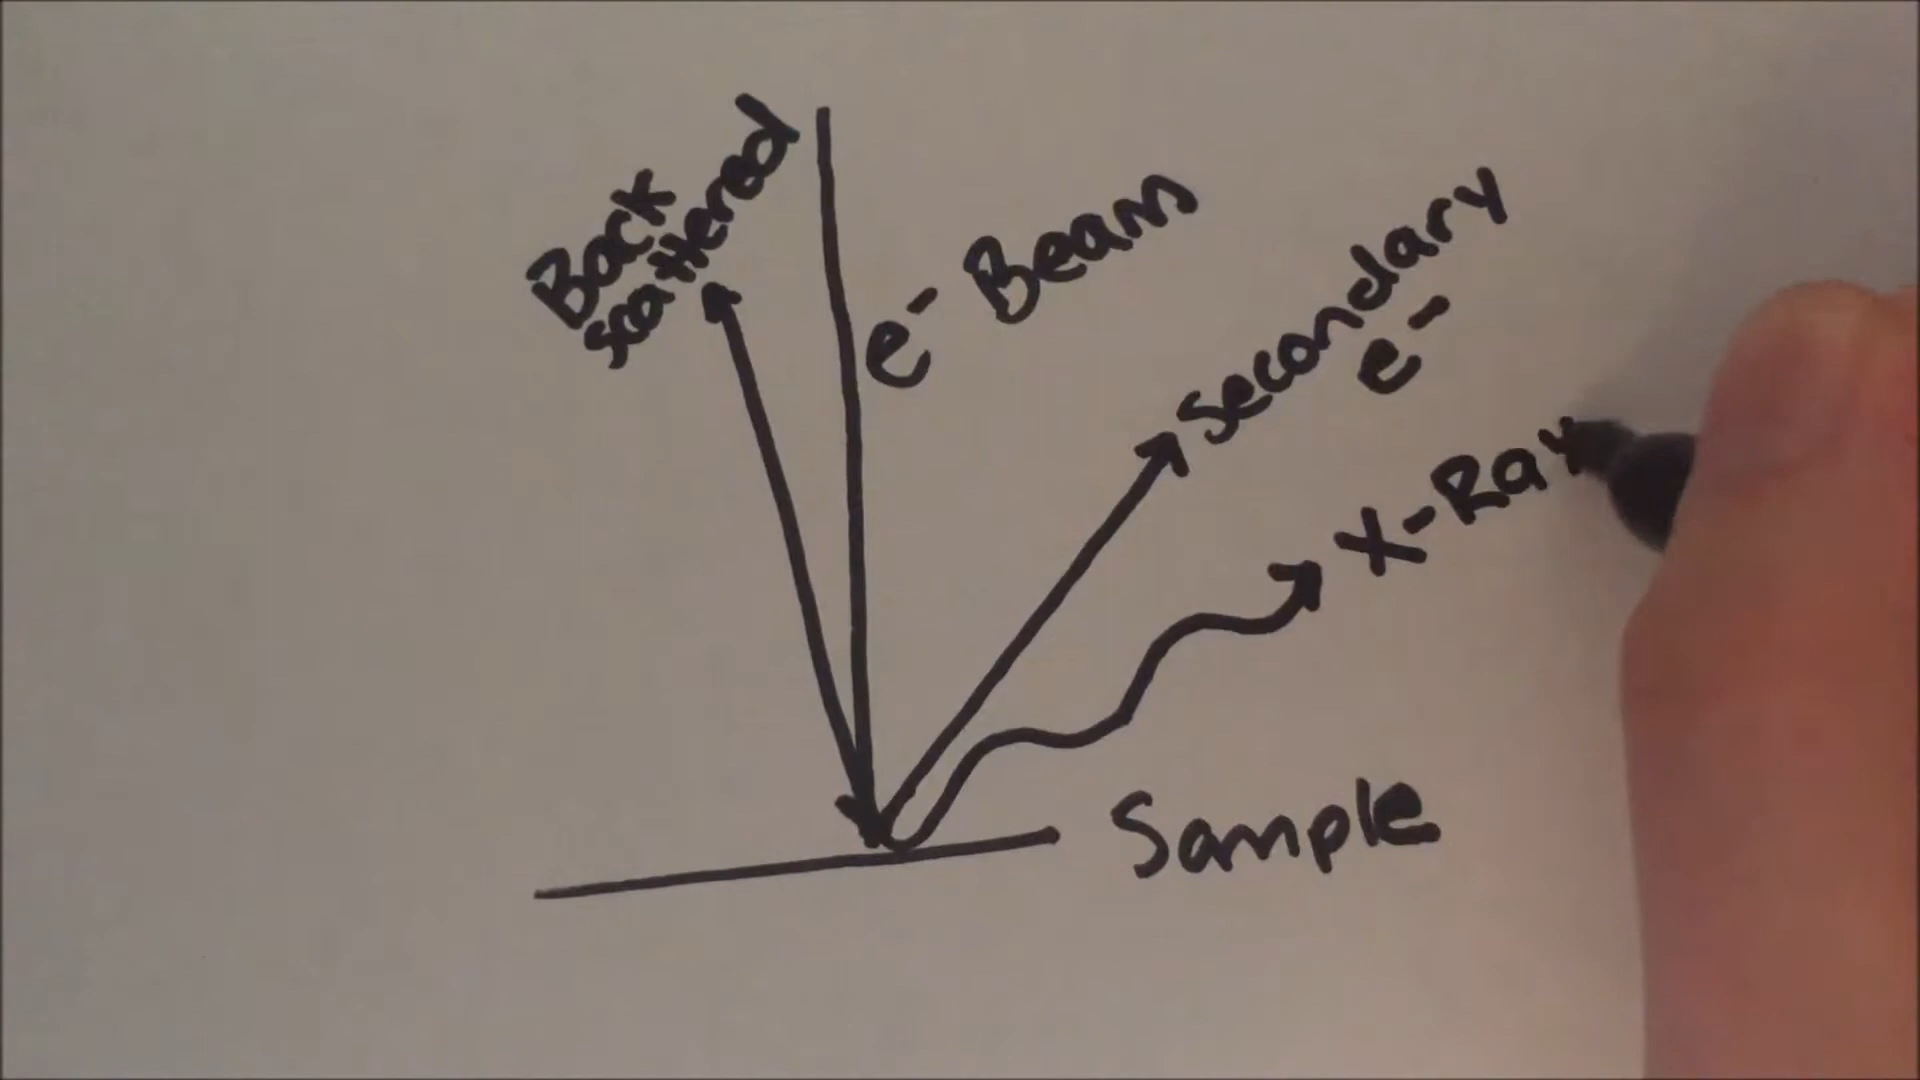 Back
scattered
e- Beam
Secondary
e-
X-Ray
Sample